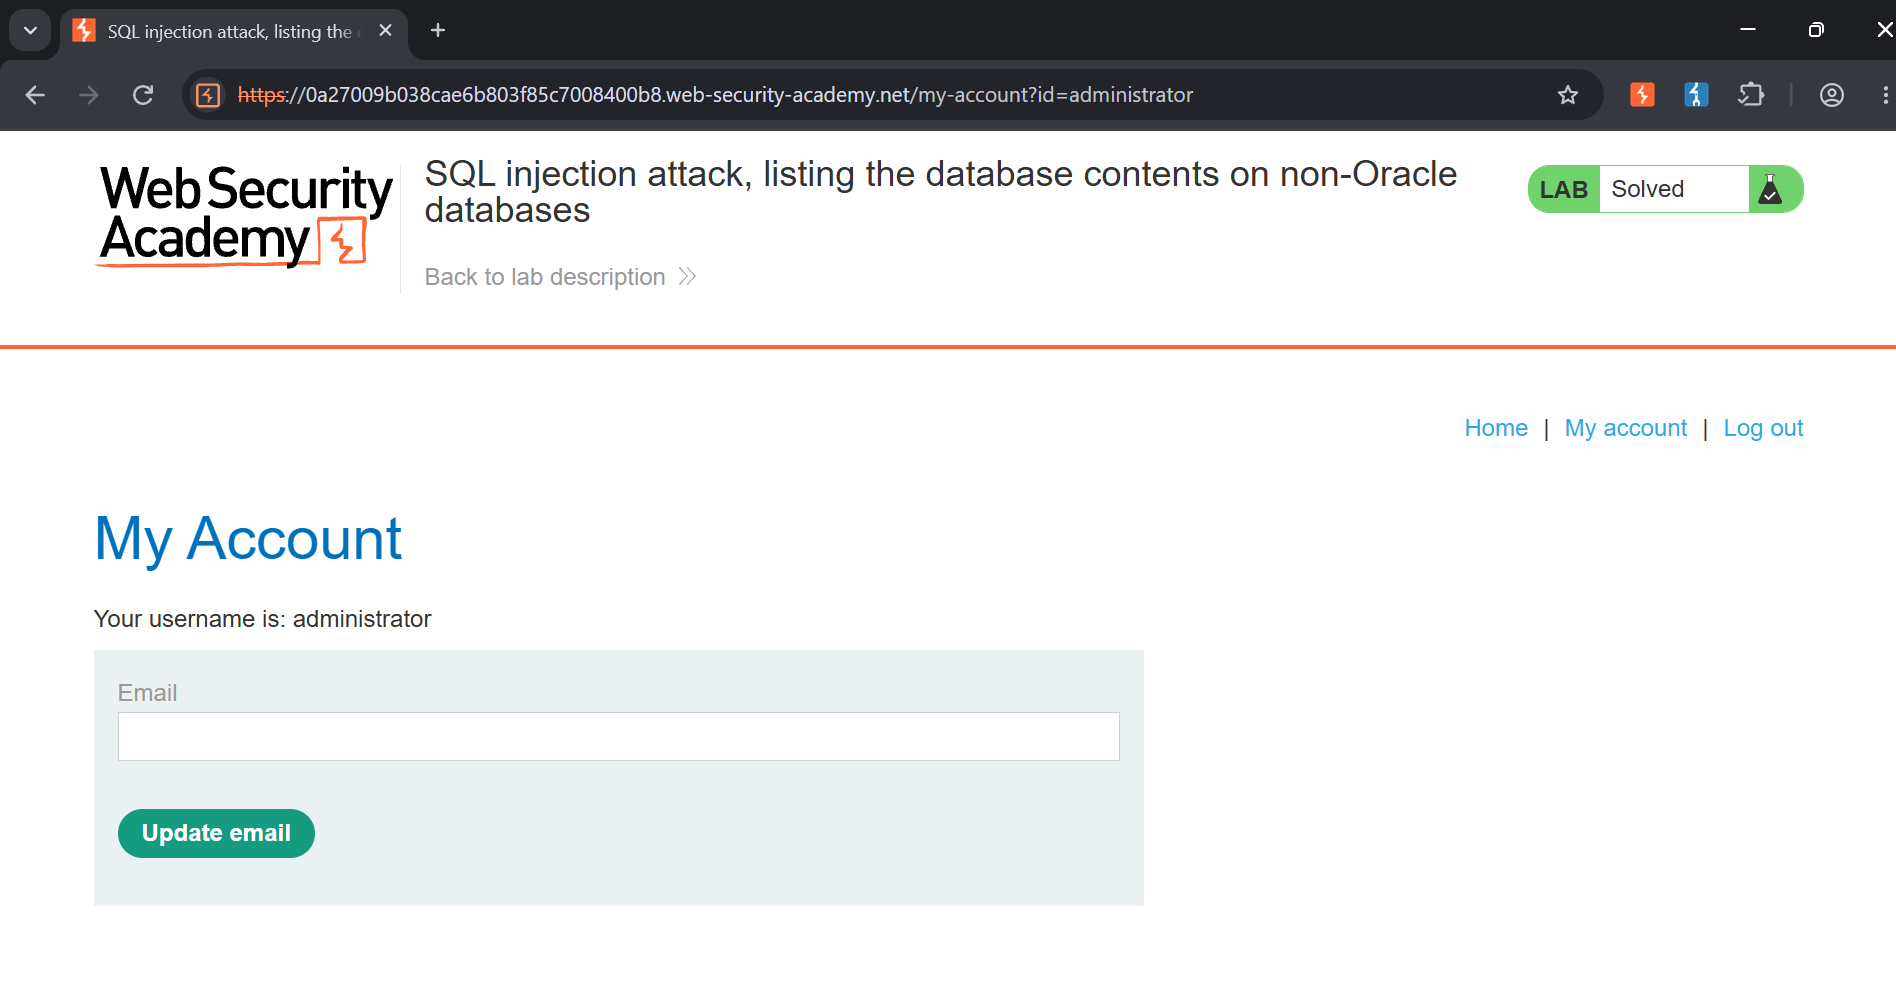 SQL injection attack, listing the
https://0a27009b038cae6b803f85c7008400b8.web-security-academy.net/my-account?id=administrator
Web Security
Academy
SQL injection attack, listing the database contents on non-Oracle
databases
Back to lab description
LAB Solved
Home | My account | Log out
My Account
Your username is: administrator
Email
Update email